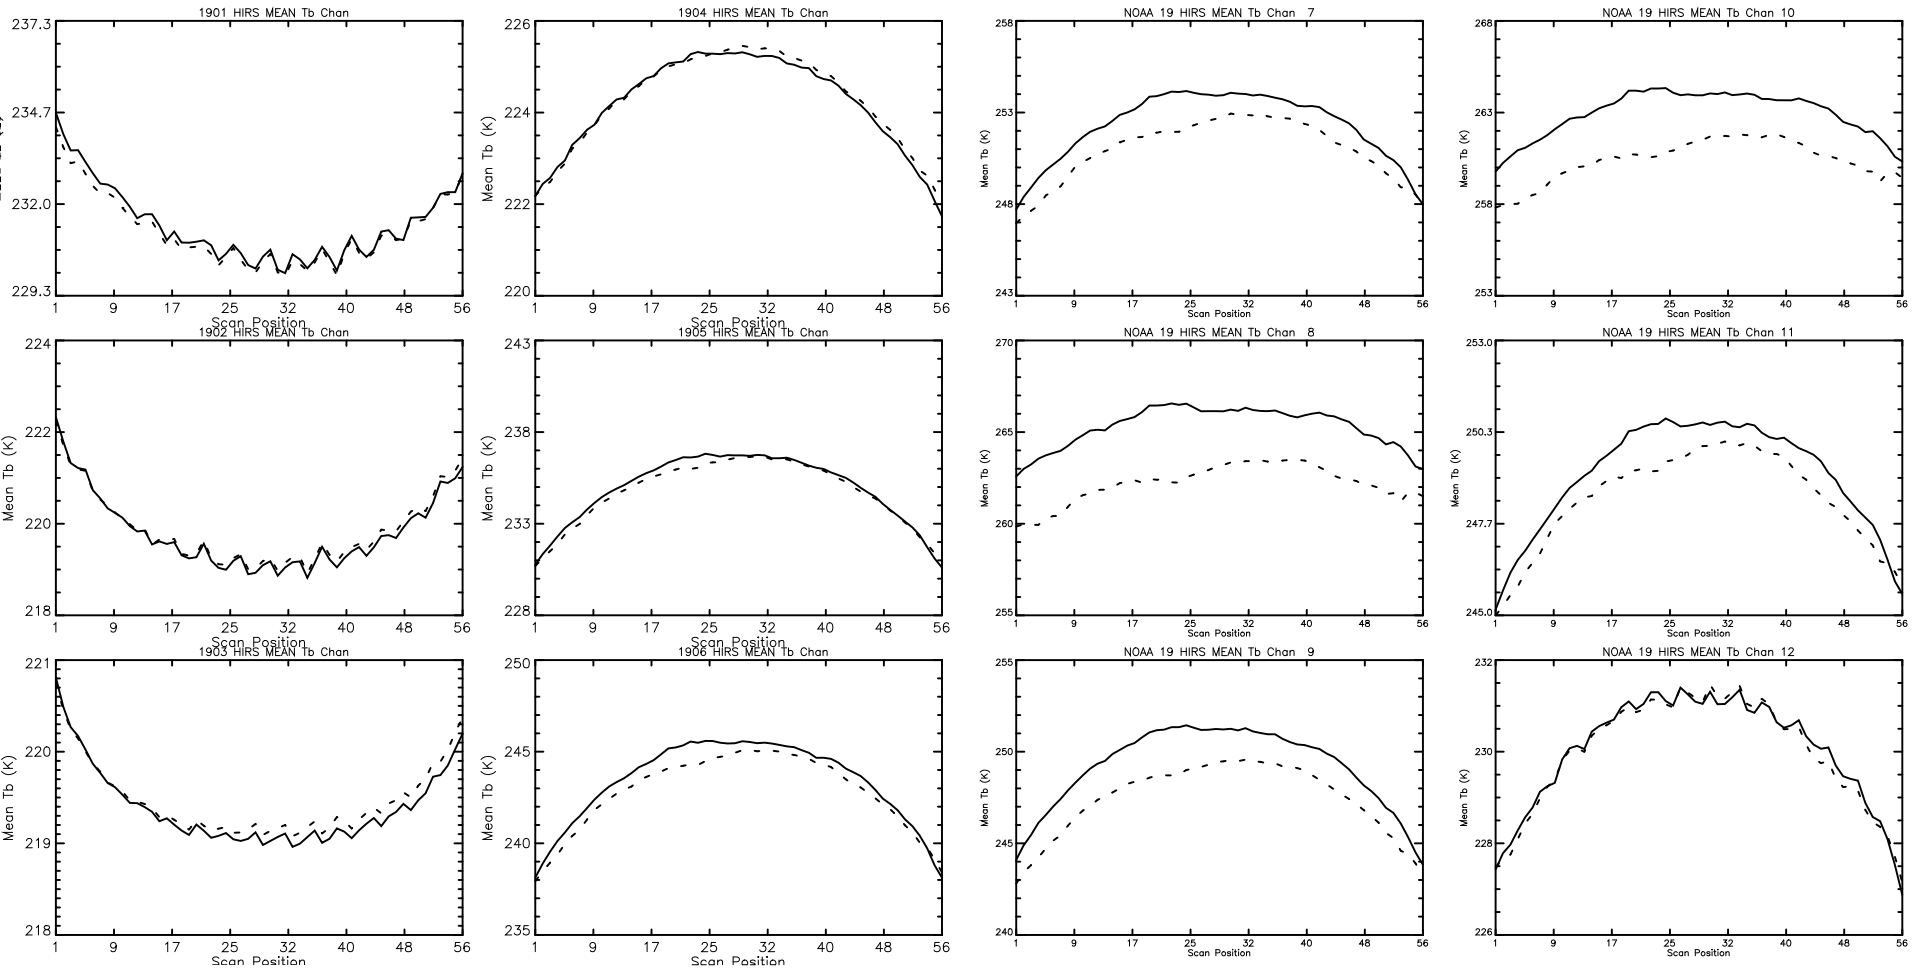 1901 HIRS MEAN Tb Chan
237.3
234.7
232.0
229.3
1 9 17 25 32 40 48 56
Scan Position
1904 HIRS MEAN Tb Chan
226
224
222
220
Mean Tb (K)
1 9 17 25 32 40 48 56
Scan Position
NOAA 19 HIRS MEAN Tb Chan 7
258
253
248
243
Mean Tb (K)
1 9 17 25 32 40 48 56
Scan Position
NOAA 19 HIRS MEAN Tb Chan 10
268
263
258
253
Mean Tb (K)
1 9 17 25 32 40 48 56
Scan Position
1902 HIRS MEAN Tb Chan
224
222
220
218
Mean Tb (K)
1 9 17 25 32 40 48 56
Scan Position
1905 HIRS MEAN Tb Chan
243
238
233
228
Mean Tb (K)
1 9 17 25 32 40 48 56
Scan Position
NOAA 19 HIRS MEAN Tb Chan 8
270
265
260
255
Mean Tb (K)
1 9 17 25 32 40 48 56
Scan Position
NOAA 19 HIRS MEAN Tb Chan 11
253.0
250.3
247.7
245.0
Mean Tb (K)
1 9 17 25 32 40 48 56
Scan Position
1903 HIRS MEAN Tb Chan
221
220
219
218
Mean Tb (K)
1 9 17 25 32 40 48 56
Scan Position
1906 HIRS MEAN Tb Chan
250
245
240
235
Mean Tb (K)
1 9 17 25 32 40 48 56
Scan Position
NOAA 19 HIRS MEAN Tb Chan 9
255
250
245
240
Mean Tb (K)
1 9 17 25 32 40 48 56
Scan Position
NOAA 19 HIRS MEAN Tb Chan 12
232
230
228
226
Mean Tb (K)
1 9 17 25 32 40 48 56
Scan Position